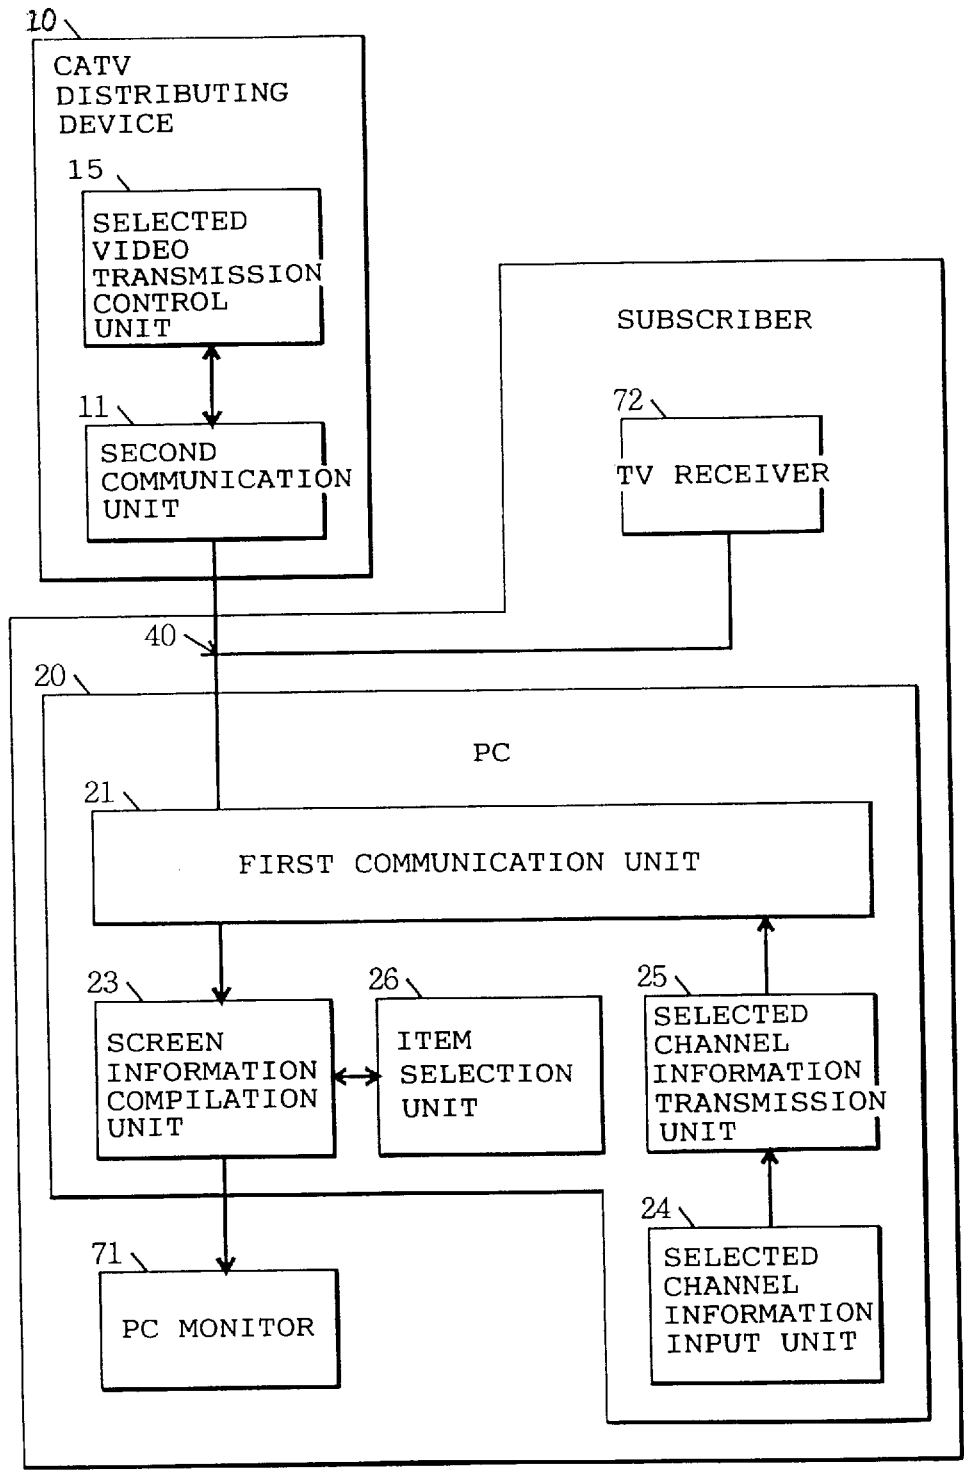 10
CATV
DISTRIBUTING
DEVICE
15
SELECTED
VIDEO
TRANSMISSION
CONTROL
UNIT
11
SECOND
COMMUNICATION
UNIT
SUBSCRIBER
72
TV RECEIVER
40
20
PC
21
FIRST COMMUNICATION UNIT
23
SCREEN
INFORMATION
COMPILATION
UNIT
26
ITEM
SELECTION
UNIT
25
SELECTED
CHANNEL
INFORMATION
TRANSMISSION
UNIT
24
SELECTED
CHANNEL
INFORMATION
INPUT UNIT
71
PC MONITOR